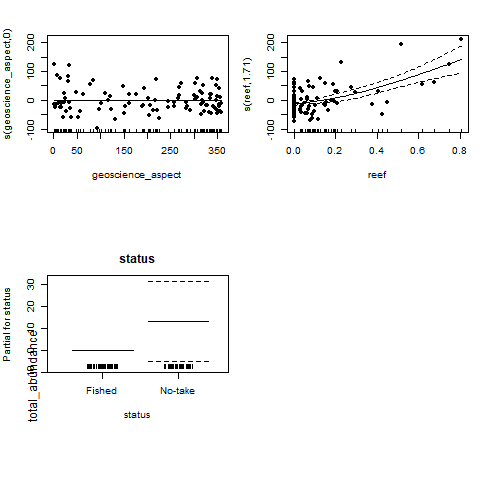 s(geoscience_aspect,0)
-100 0 100 200
0 50 150 250 350
geoscience_aspect
s(reef,1.71)
-100 0 100 200
0.0 0.2 0.4 0.6 0.8
reef
status
Partial for status
total_abundance
20 30
Fished No-take
status